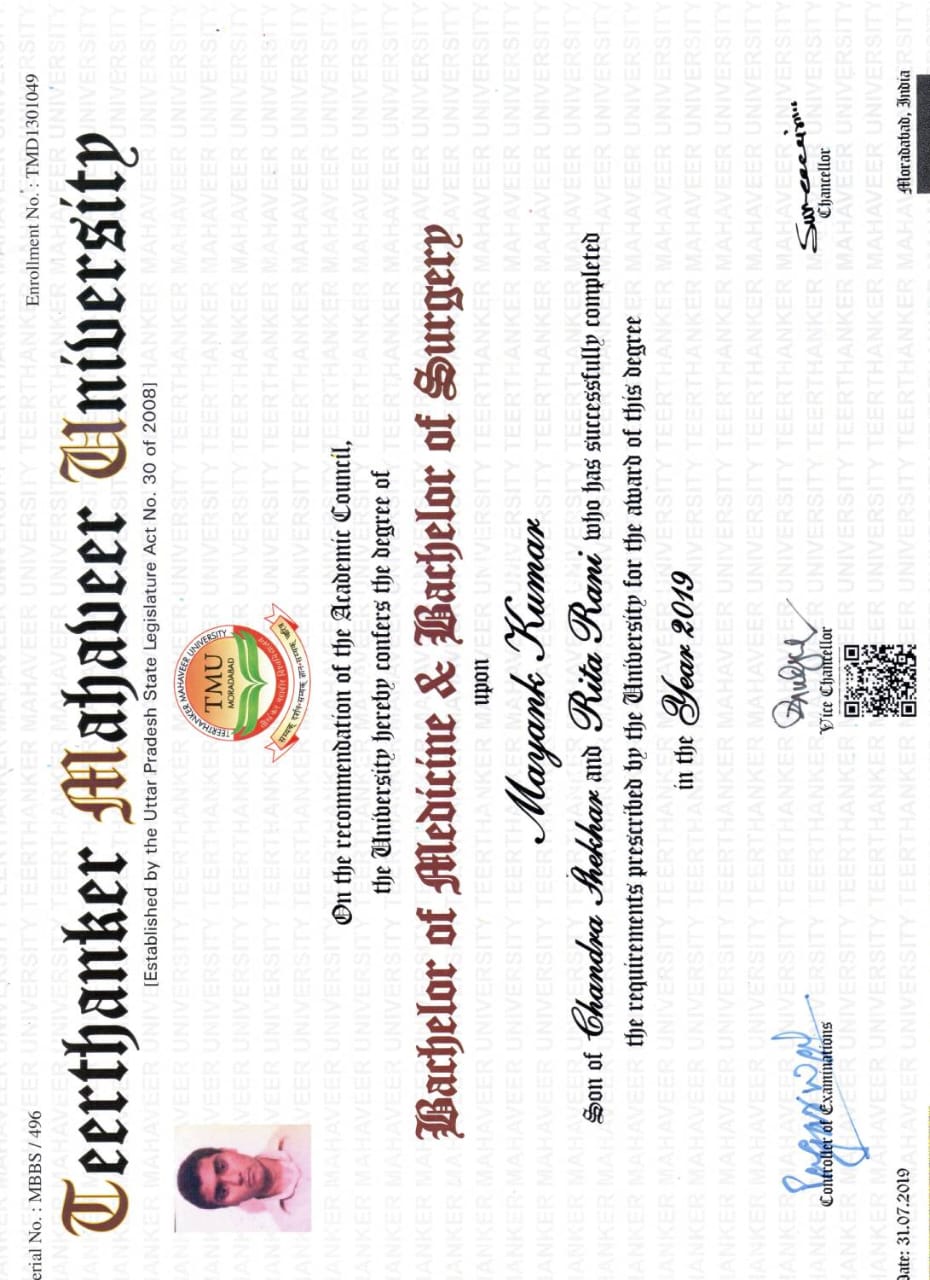 erial No. : MBBS / 496
Enrollment No. : TMD1301049
Teerthanker Mahaveer University
[Established by the Uttar Pradesh State Legislature Act No. 30 of 2008]
TEERTHANKER MAHAVEER UNIVERSITY
TMU
MORADABAD
On the recommendation of the Academic Council,
the University hereby confers the degree of
Bachelor of Medicine & Bachelor of Surgery
upon
Mayank Kumar
Son of Chandra Shekhar and Rita Rani who has successfully completed
the requirements prescribed by the University for the award of this degree
in the Year 2019
Controller of Examinations
Vice Chancellor
Chancellor
Date: 31.07.2019
Moradabad, India